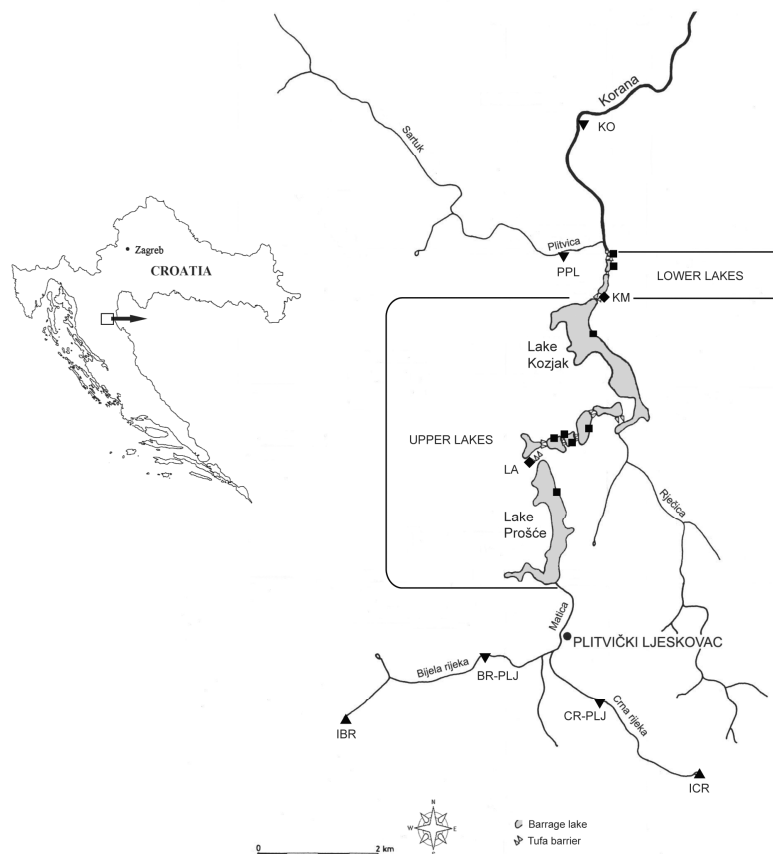 Korana
KO
Sartuk
Zagreb
CROATIA
Plitvica
PPL
LOWER LAKES
KM
Lake
Kozjak
UPPER LAKES
LA
Rječica
Lake
Prošće
Matica
PLITVIČKI LJESKOVAC
Bijela rijeka
BR-PLJ
CR-PLJ
Crna rijeka
IBR
ICR
N
W
E
Barrage lake
0
2 km
Tufa barrier